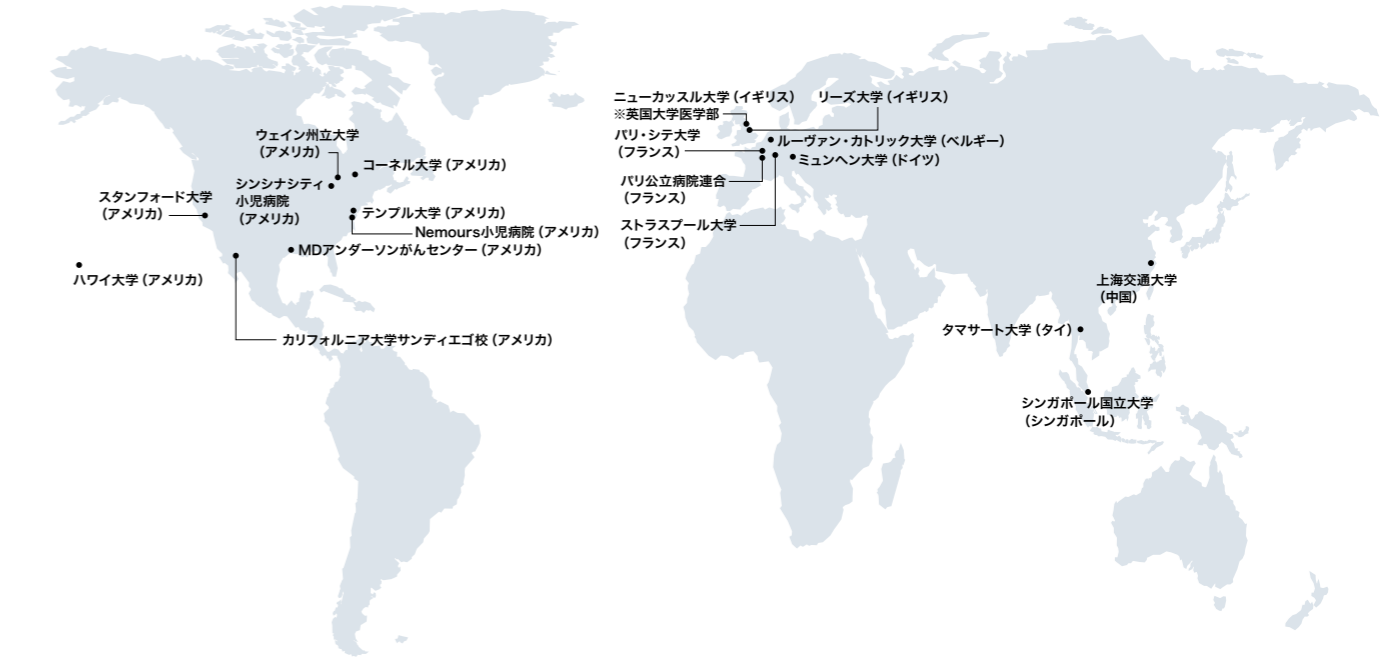 ウェイン州立大学
（アメリカ）
コーネル大学（アメリカ）
シンシナシティ
小児病院
（アメリカ）
スタンフォード大学
（アメリカ）
テンプル大学（アメリカ）
Nemours小児病院（アメリカ）
MDアンダーソンがんセンター（アメリカ）
ハワイ大学（アメリカ）
カリフォルニア大学サンディエゴ校（アメリカ）
ニューカッスル大学（イギリス）
※英国大学医学部
リーズ大学（イギリス）
パリ・シテ大学
（フランス）
ルーヴァン・カトリック大学（ベルギー）
ミュンヘン大学（ドイツ）
パリ公立病院連合
（フランス）
ストラスブール大学
（フランス）
上海交通大学
（中国）
タマサート大学（タイ）
シンガポール国立大学
（シンガポール）